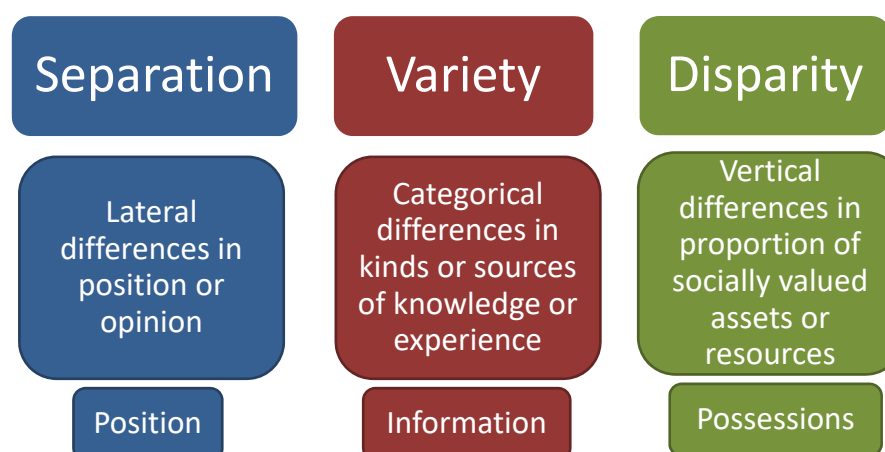 Separation
Variety
Disparity
Lateral
differences in
position or
opinion
Categorical
differences in
kinds or sources
of knowledge or
experience
Vertical
differences in
proportion of
socially valued
assets or
resources
Position
Information
Possessions